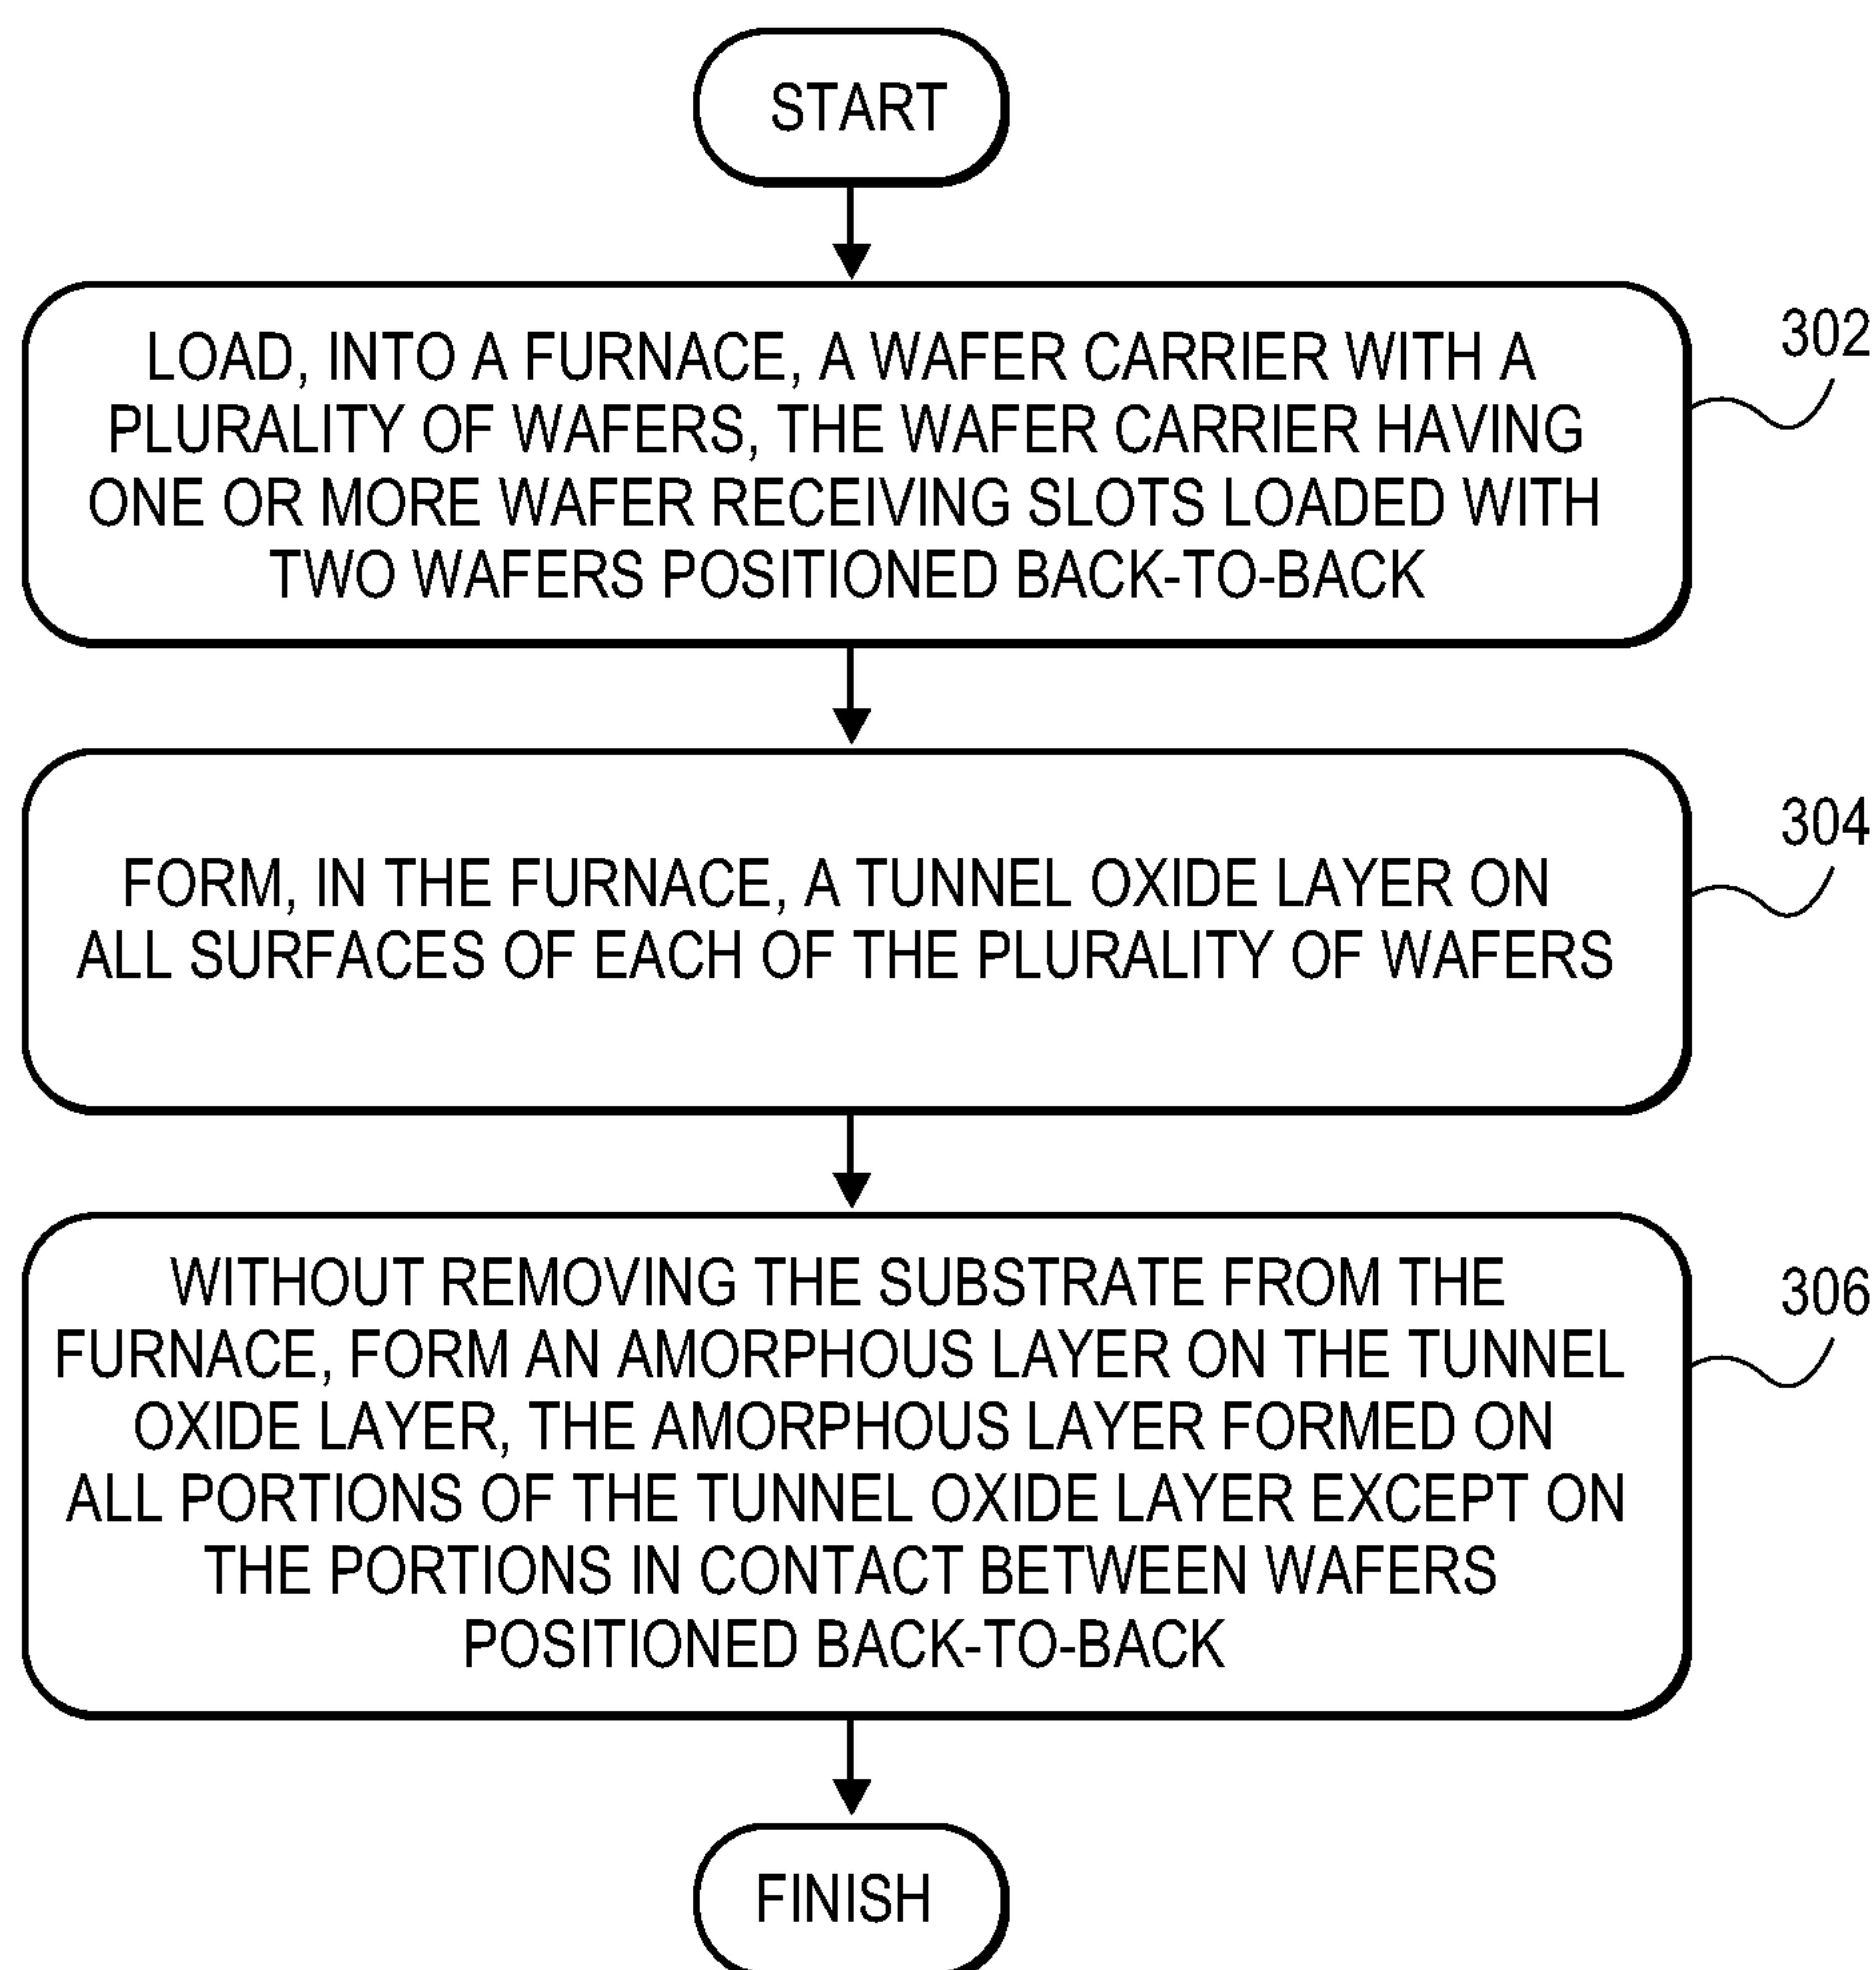 START
LOAD, INTO A FURNACE, A WAFER CARRIER WITH A
PLURALITY OF WAFERS, THE WAFER CARRIER HAVING
ONE OR MORE WAFER RECEIVING SLOTS LOADED WITH
TWO WAFERS POSITIONED BACK-TO-BACK
302
FORM, IN THE FURNACE, A TUNNEL OXIDE LAYER ON
ALL SURFACES OF EACH OF THE PLURALITY OF WAFERS
304
WITHOUT REMOVING THE SUBSTRATE FROM THE
FURNACE, FORM AN AMORPHOUS LAYER ON THE TUNNEL
OXIDE LAYER, THE AMORPHOUS LAYER FORMED ON
ALL PORTIONS OF THE TUNNEL OXIDE LAYER EXCEPT ON
THE PORTIONS IN CONTACT BETWEEN WAFERS
POSITIONED BACK-TO-BACK
306
FINISH